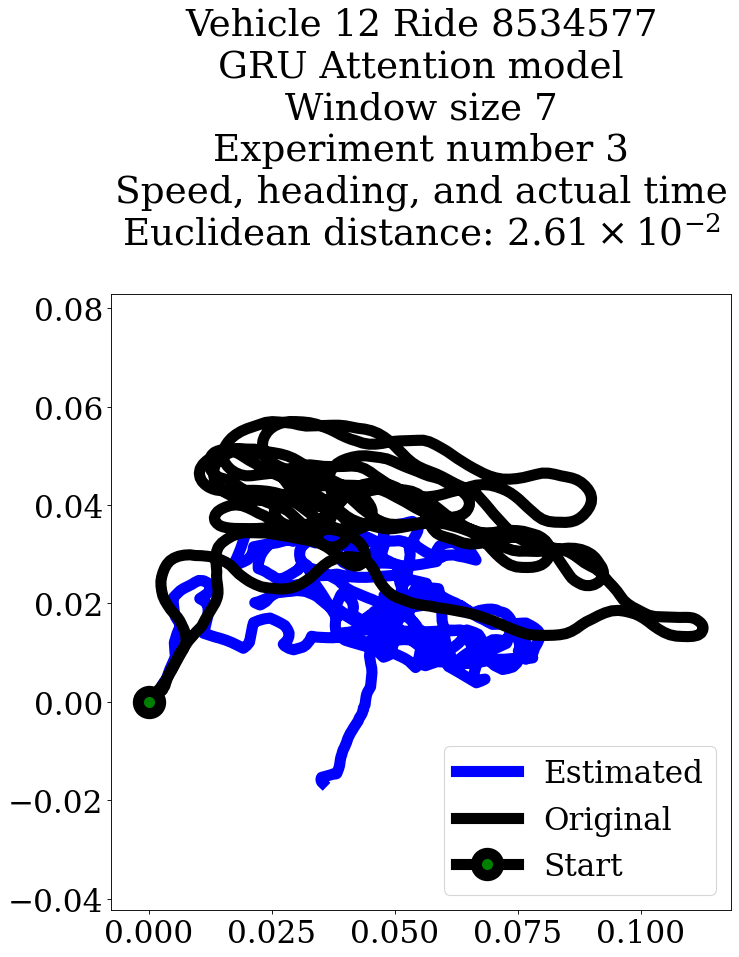 Vehicle 12 Ride 8534577
GRU Attention model
Window size 7
Experiment number 3
Speed, heading, and actual time
Euclidean distance: 2.61 × 10⁻²
0.08
0.06
0.04
0.02
0.00
−0.02
−0.04
0.000 0.025 0.050 0.075 0.100
Estimated
Original
Start